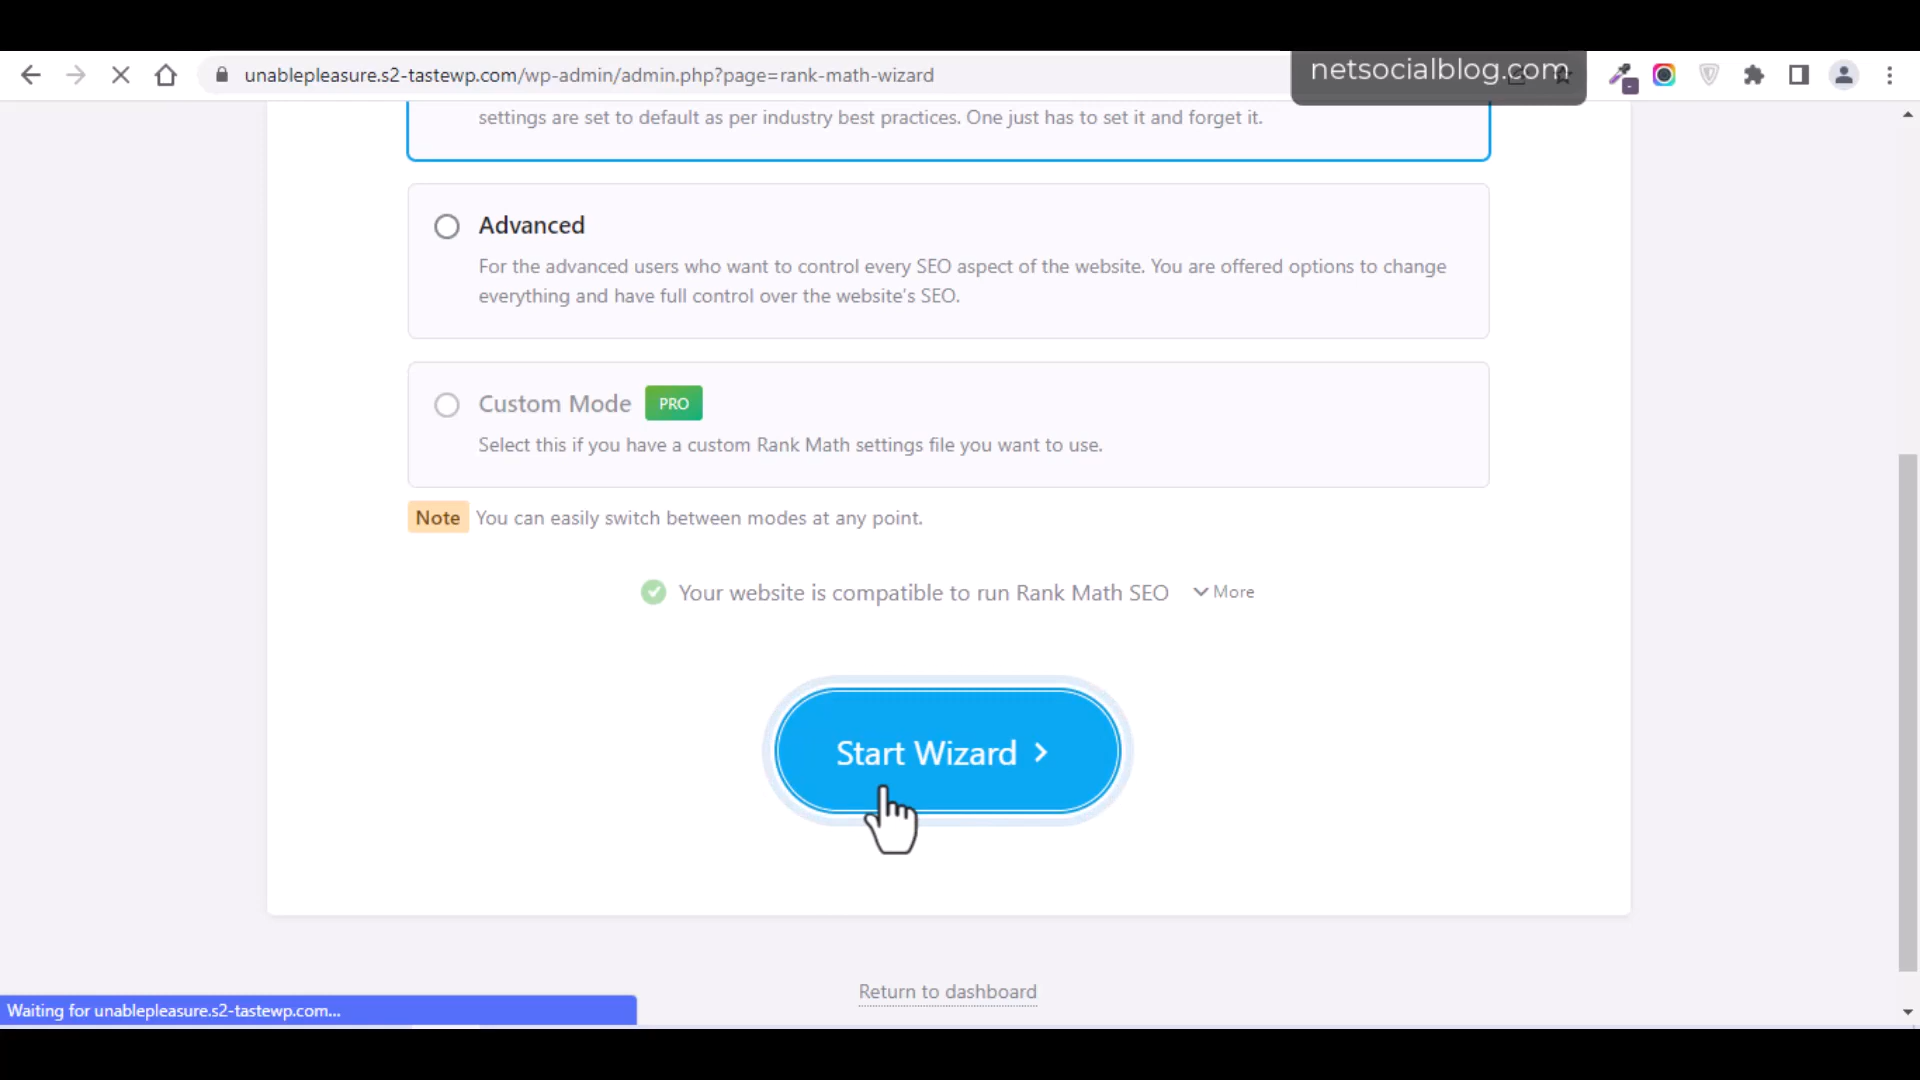 unablepleasure.s2-tastewp.com/wp-admin/admin.php?page=rank-math-wizard
netsocialblog.com
settings are set to default as per industry best practices. One just has to set it and forget it.
Advanced
For the advanced users who want to control every SEO aspect of the website. You are offered options to change
everything and have full control over the website's SEO.
Custom Mode PRO
Select this if you have a custom Rank Math settings file you want to use.
Note You can easily switch between modes at any point.
Your website is compatible to run Rank Math SEO More
Start Wizard
Return to dashboard
Waiting for unablepleasure.s2-tastewp.com...